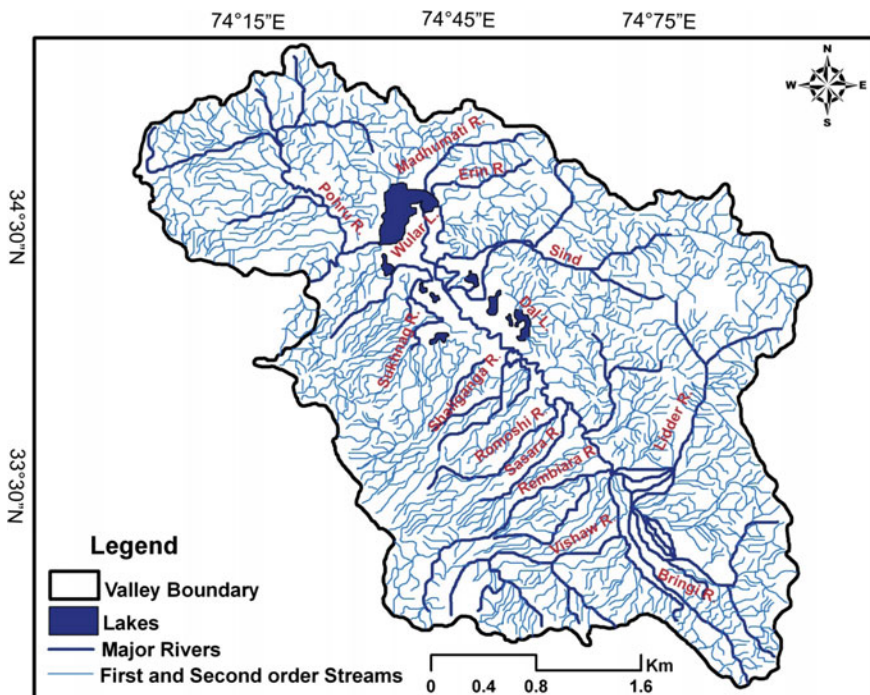 74°15”E 74°45”E 74°75”E
N
W E
S
34°30”N
33°30”N
Madhumati R.
Erin R
Pohru R.
Wular L.
Sind
Dal L.
Sukhnag R.
Shaliganga R.
Romoshi R.
Sasara R
Rembiara R
Lidder R.
Vishaw R.
Bringi R.
Legend
Valley Boundary
Lakes
Major Rivers
First and Second order Streams
Km
0 0.4 0.8 1.6